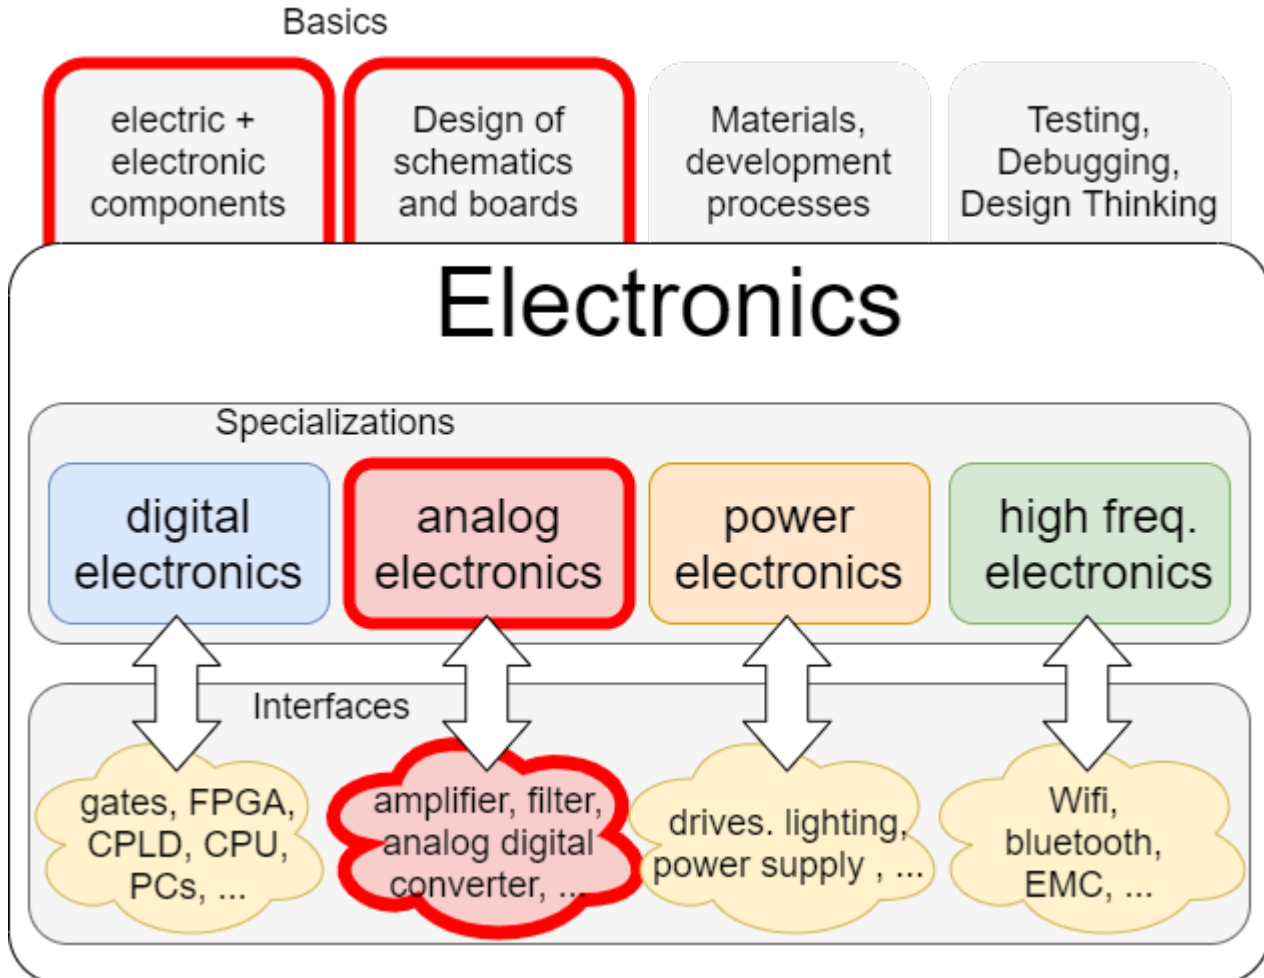 Basics
electric +
electronic
components
Design of
schematics
and boards
Materials,
development
processes
Testing,
Debugging,
Design Thinking
Electronics
Specializations
digital
electronics
analog
electronics
power
electronics
high freq.
electronics
Interfaces
gates, FPGA,
CPLD, CPU,
PCs, ...
amplifier, filter,
analog digital
converter, ...
drives. lighting,
power supply , ...
Wifi,
bluetooth,
EMC, ...